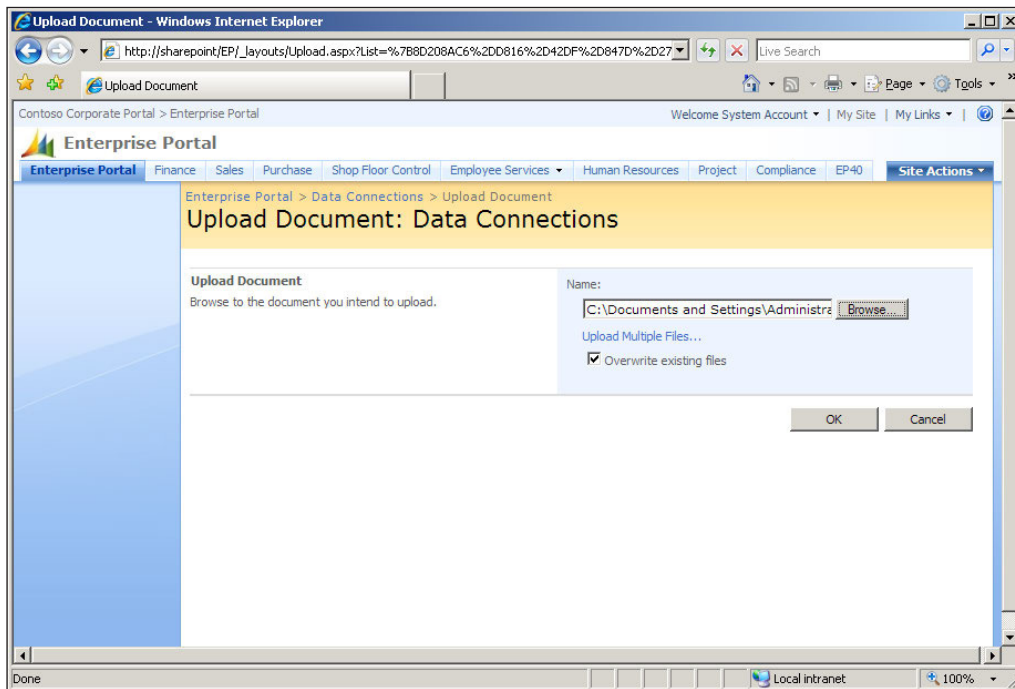 Upload Document - Windows Internet Explorer
http://sharepoint/EP/_layouts/Upload.aspx?List=%7B8D208AC6%2DD816%2D42DF%2D847D%2D27
Live Search
Upload Document
Page
Tools
Contoso Corporate Portal > Enterprise Portal
Welcome System Account
| My Site | My Links |
Enterprise Portal
Enterprise Portal Finance Sales Purchase Shop Floor Control Employee Services Human Resources Project Compliance EP40 Site Actions
Enterprise Portal > Data Connections > Upload Document
Upload Document: Data Connections
Upload Document
Browse to the document you intend to upload.
Name:
C:\Documents and Settings\Administra
Browse...
Upload Multiple Files...
Overwrite existing files
OK
Cancel
Done
Local intranet
100%